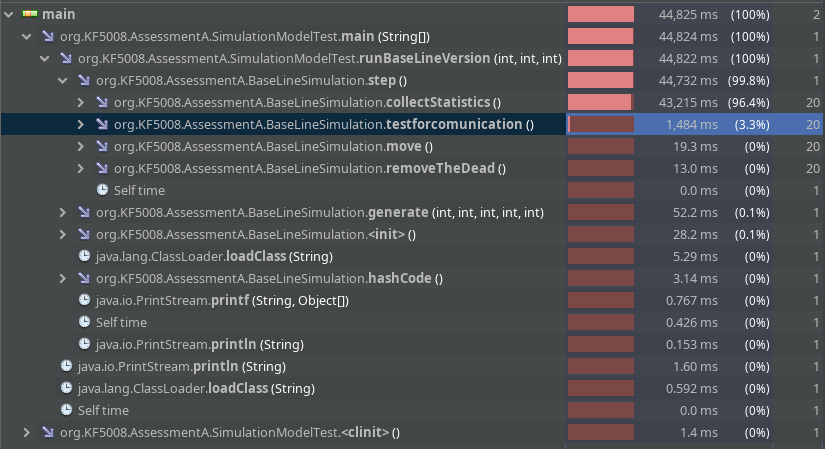 main 44,825 ms (100%) 2
org.KF5008.AssessmentA.SimulationModelTest.main (String[]) 44,824 ms (100%) 1
org.KF5008.AssessmentA.SimulationModelTest.runBaseLineVersion (int, int, int) 44,822 ms (100%) 1
org.KF5008.AssessmentA.BaseLineSimulation.step () 44,732 ms (99.8%) 1
org.KF5008.AssessmentA.BaseLineSimulation.collectStatistics () 43,215 ms (96.4%) 20
org.KF5008.AssessmentA.BaseLineSimulation.testforcomunication () 1,484 ms (3.3%) 20
org.KF5008.AssessmentA.BaseLineSimulation.move () 19.3 ms (0%) 20
org.KF5008.AssessmentA.BaseLineSimulation.removeTheDead () 13.0 ms (0%) 20
Self time 0.0 ms (0%) 1
org.KF5008.AssessmentA.BaseLineSimulation.generate (int, int, int, int, int) 52.2 ms (0.1%) 1
org.KF5008.AssessmentA.BaseLineSimulation.<init> () 28.2 ms (0.1%) 1
java.lang.ClassLoader.loadClass (String) 5.29 ms (0%) 1
org.KF5008.AssessmentA.BaseLineSimulation.hashCode () 3.14 ms (0%) 1
java.io.PrintStream.printf (String, Object[]) 0.767 ms (0%) 1
Self time 0.426 ms (0%) 1
java.io.PrintStream.println (String) 0.153 ms (0%) 1
java.io.PrintStream.println (String) 1.60 ms (0%) 1
java.lang.ClassLoader.loadClass (String) 0.592 ms (0%) 1
Self time 0.0 ms (0%) 1
org.KF5008.AssessmentA.SimulationModelTest.<clinit> () 1.4 ms (0%) 1